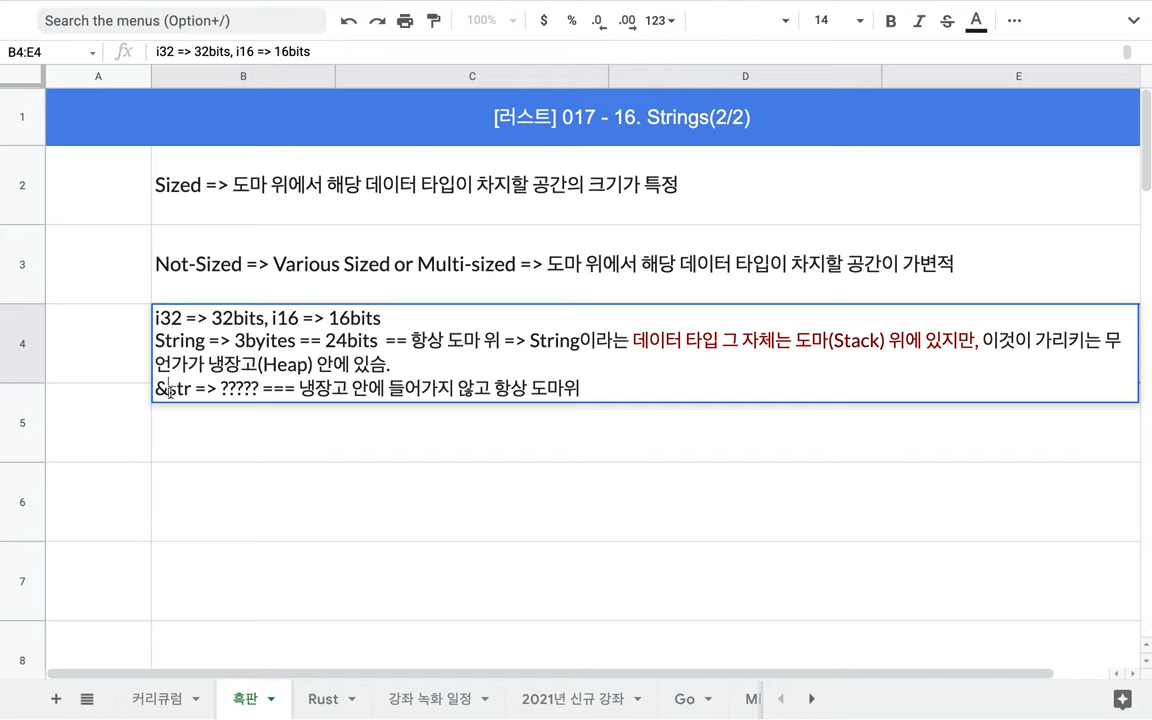 Search the menus (Option+/)
100%
$ % .0 .00 123
14
B I S A
B4:E4
fx
i32 => 32bits, i16 => 16bits
A B C D E
1
[러스트] 017 - 16. Strings(2/2)
2
Sized => 도마 위에서 해당 데이터 타입이 차지할 공간의 크기가 특정
3
Not-Sized => Various Sized or Multi-sized => 도마 위에서 해당 데이터 타입이 차지할 공간이 가변적
4
i32 => 32bits, i16 => 16bits
String => 3byites == 24bits == 항상 도마 위 => String이라는 데이터 타입 그 자체는 도마(Stack) 위에 있지만, 이것이 가리키는 무
언가가 냉장고(Heap) 안에 있슴.
&str => ????? === 냉장고 안에 들어가지 않고 항상 도마위
5
6
7
8
커리큘럼 흑판 Rust 강좌 녹화 일정 2021년 신규 강좌 Go